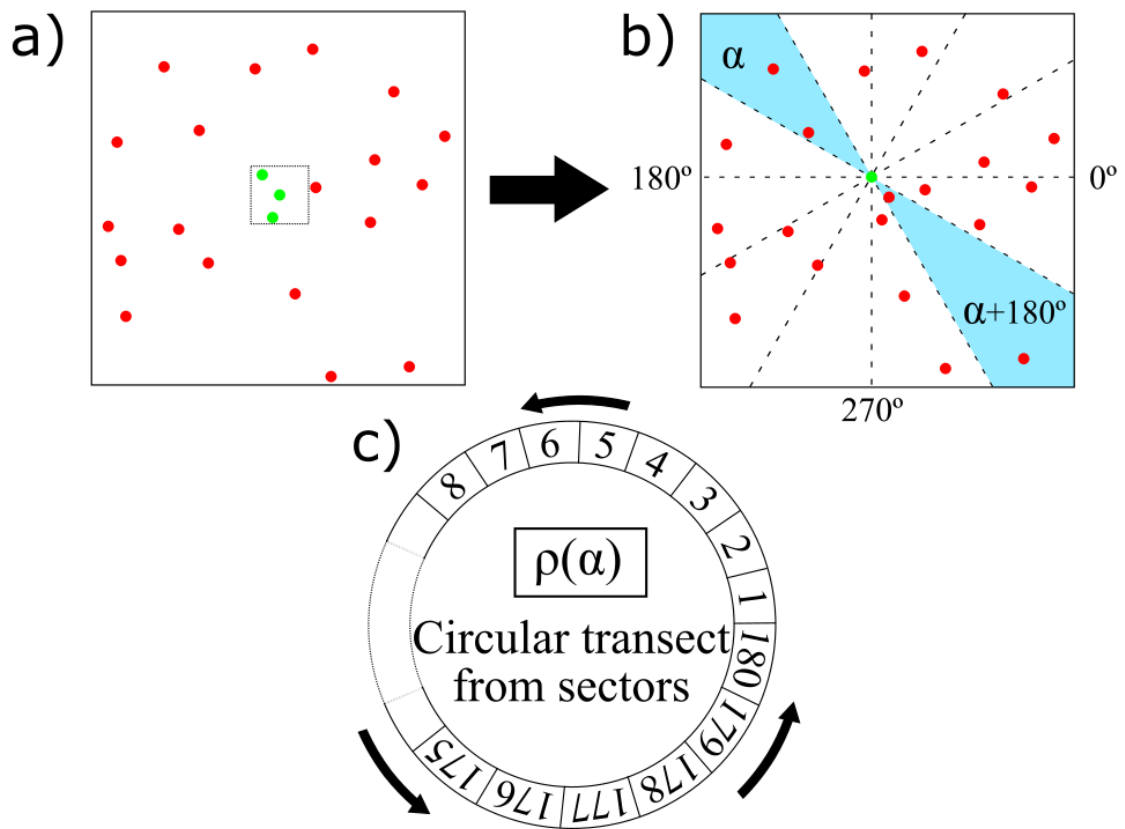 a)
b)
α
180º
0º
α+180º
270º
c)
8
7
6
5
4
3
2
1
180
179
178
177
176
175
ρ(α)
Circular transect
from sectors